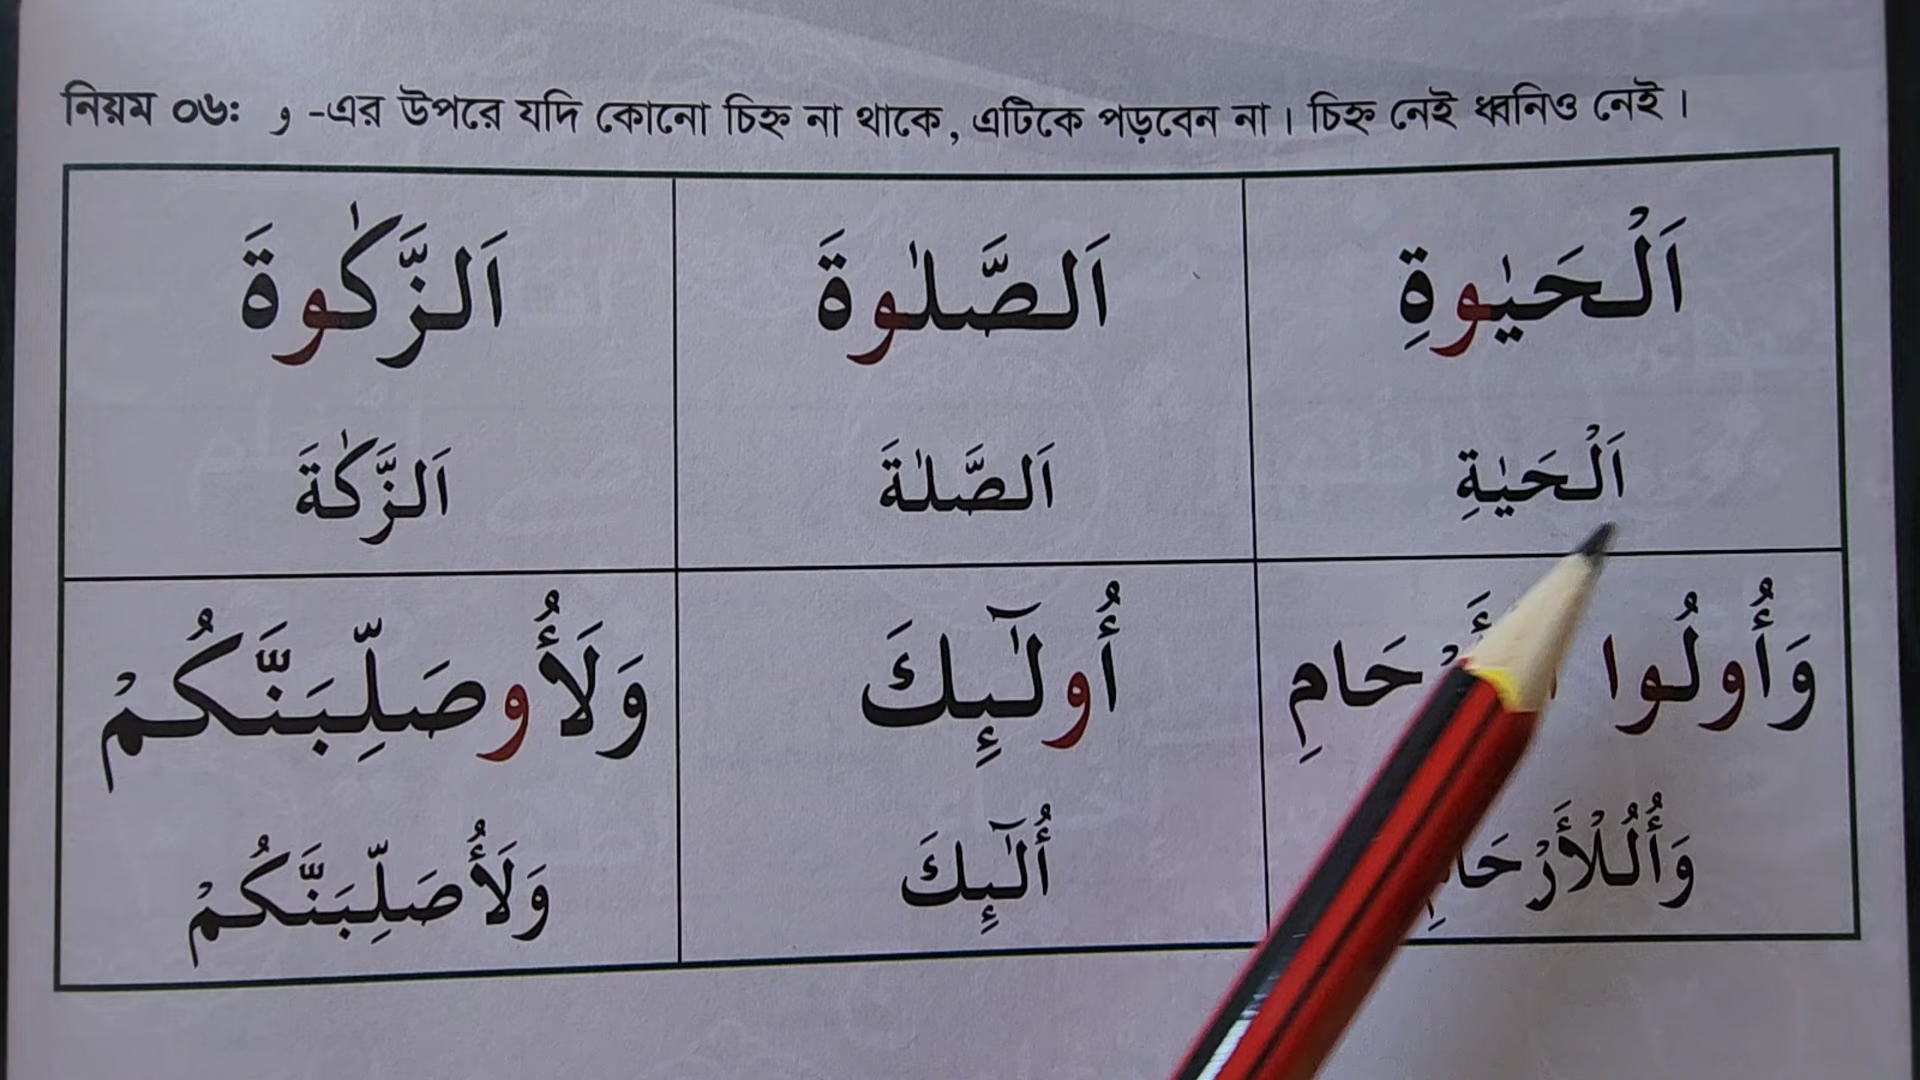 নিয়ম ০৬: و -এর উপরে যদি কোনো চিহ্ন না থাকে, এটিকে পড়বেন না। চিহ্ন নেই ধ্বনিও নেই।
اَلْحَيٰوةِ اَلصَّلٰوةَ اَلزَّكٰوةَ
اَلْحَيٰةِ اَلصَّلٰةَ اَلزَّكٰةَ
وَأُولُوا أُولَٰٓئِكَ وَلَأُوصَلِّبَنَّكُمْ
أُلَٰٓئِكَ وَلَأُصَلِّبَنَّكُمْ